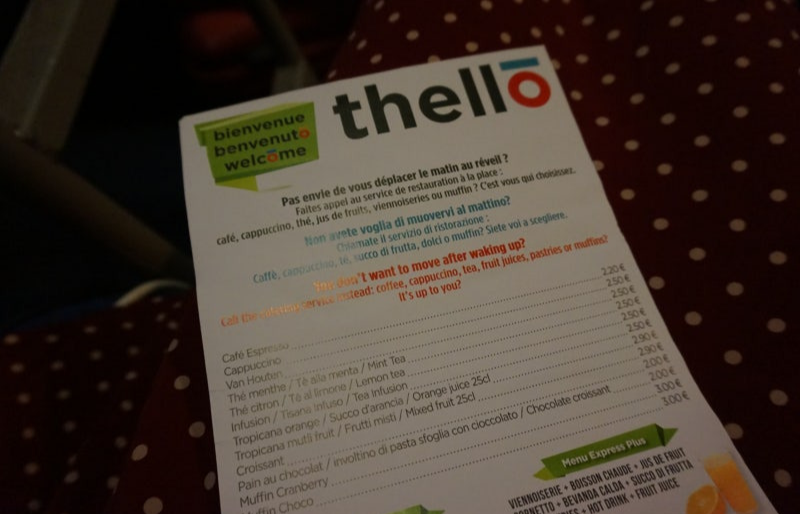 thellō
bienvenue
benvenuto
welcome
Pas envie de vous déplacer le matin au réveil ?
Faites appel au service de restauration à la place :
café, cappuccino, thé, jus de fruits, viennoiseries ou muffin ? C'est vous qui choisissez.
Non avete voglia di muovervi al mattino?
Chiamate il servizio di ristorazione :
Caffè, cappuccino, tè, succo di frutta, dolci o muffin? Siete voi a scegliere.
You don't want to move after waking up?
Call the catering service instead: coffee, cappuccino, tea, fruit juices, pastries or muffins?
It's up to you?
Café Espresso 2.20 €
Cappuccino 2.50 €
Van Houten 2.50 €
Thé menthe / Tè alla menta / Mint Tea 2.50 €
Thé citron / Tè al limone / Lemon tea 2.50 €
Infusion / Tisana infuso / Tea infusion 2.50 €
Tropicana orange / Succo d'arancia / Orange juice 25cl 2.90 €
Tropicana multi fruit / Frutti misti / Mixed fruit 25cl 2.90 €
Croissant 2.00 €
Pain au chocolat / involtino di pasta sfoglia con cioccolato / Chocolate croissant 2.00 €
Muffin Cranberry 3.00 €
Muffin Choco 3.00 €
Menu Express Plus
VIENNOISERIE + BOISSON CHAUDE + JUS DE FRUIT
CORNETTO + BEVANDA CALDA + SUCCO DI FRUTTA
+ HOT DRINK + FRUIT JUICE